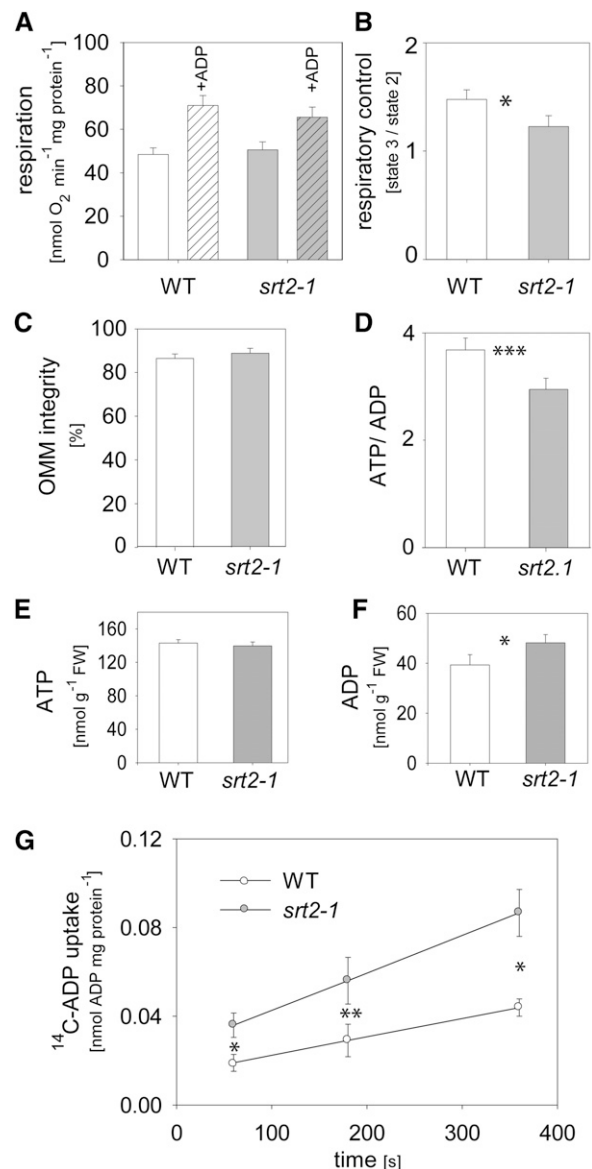 A
respiration
[nmol O2 min-1 mg protein-1]
100
80
60
40
20
0
+ADP
+ADP
WT
srt2-1
B
respiratory control
[state 3 / state 2]
2
1
0
*
WT
srt2-1
C
OMM integrity
[%]
100
80
60
40
20
0
WT
srt2-1
D
ATP/ ADP
4
2
0
***
WT
srt2.1
E
ATP
[nmol g-1 FW]
160
120
80
40
0
WT
srt2-1
F
ADP
[nmol g-1 FW]
60
40
20
0
*
WT
srt2-1
G
14C-ADP uptake
[nmol ADP mg protein-1]
0.12
0.08
0.04
0.00
WT
srt2-1
*
**
*
0
100
200
300
400
time [s]